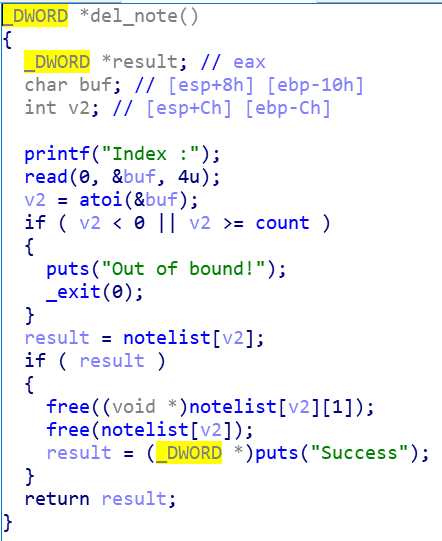 _DWORD *del_note()
{
  _DWORD *result; // eax
  char buf; // [esp+8h] [ebp-10h]
  int v2; // [esp+Ch] [ebp-Ch]

  printf("Index :");
  read(0, &buf, 4u);
  v2 = atoi(&buf);
  if ( v2 < 0 || v2 >= count )
  {
    puts("Out of bound!");
    _exit(0);
  }
  result = notelist[v2];
  if ( result )
  {
    free((void *)notelist[v2][1]);
    free(notelist[v2]);
    result = (_DWORD *)puts("Success");
  }
  return result;
}